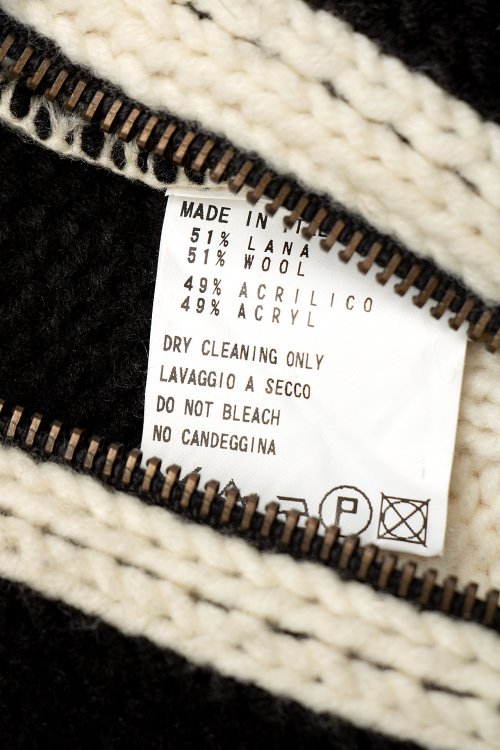 MADE IN
51% LANA
51% WOOL
49% ACRILICO
49% ACRYL
DRY CLEANING ONLY
LAVAGGIO A SECCO
DO NOT BLEACH
NO CANDEGGINA
P